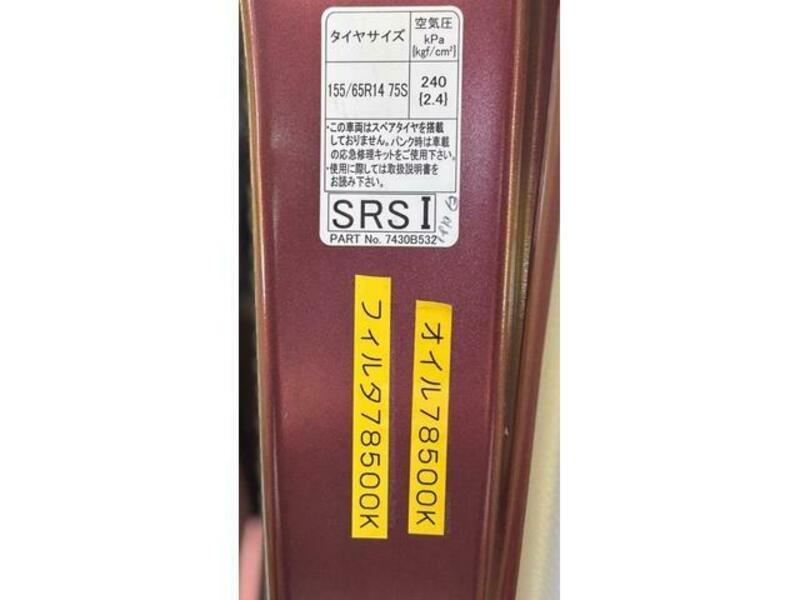 タイヤサイズ
空気圧
kPa
{kgf/cm²}
155/65R14 75S
240
{2.4}
・この車両はスペアタイヤを搭載
しておりません。パンク時は車載
の応急修理キットをご使用下さい。
・使用に際しては取扱説明書を
お読み下さい。
SRS I
PART No. 7430B532
フィルタ78500K
オイル78500K